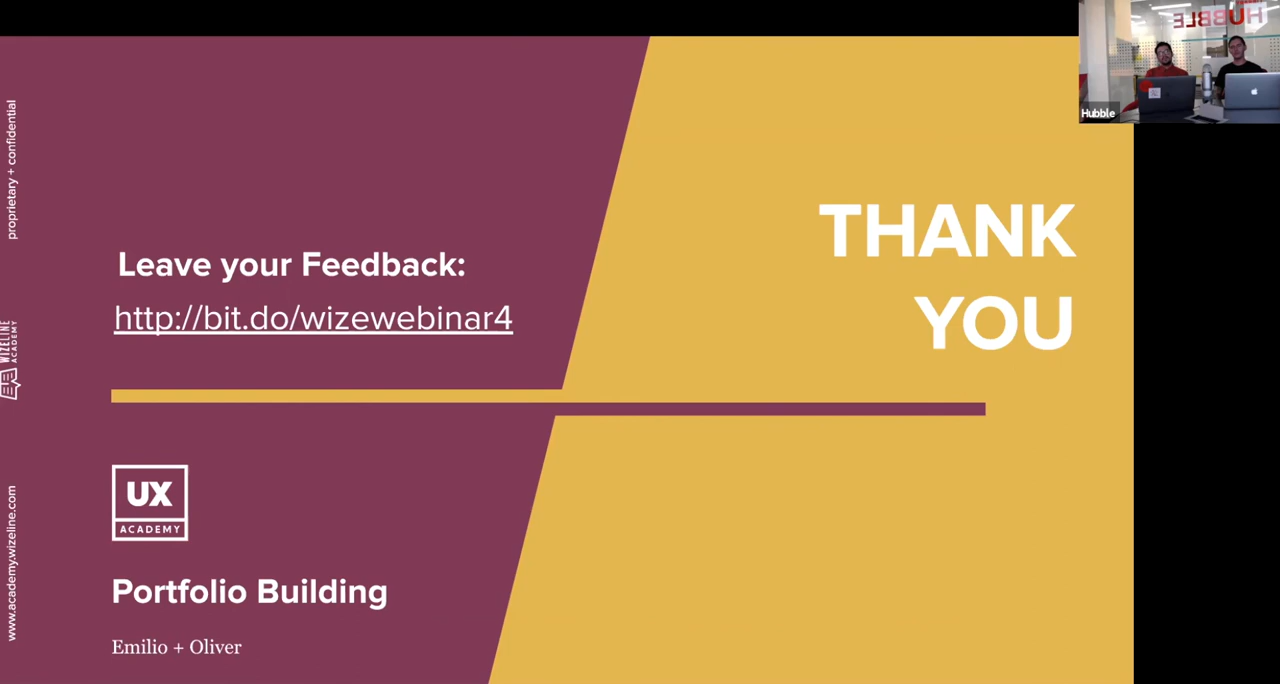 HUBBLE
Hubble
proprietary + confidential
WIZELINE
ACADEMY
www.academy.wizeline.com
Leave your Feedback:
http://bit.do/wizewebinar4
THANK
YOU
UX
ACADEMY
Portfolio Building
Emilio + Oliver